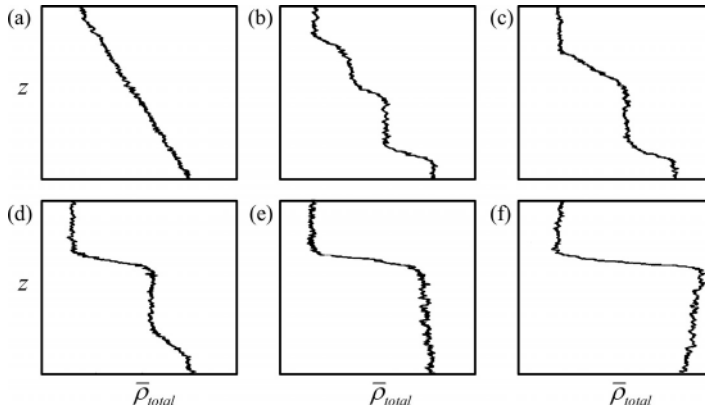 (a) (b) (c)
z
(d) (e) (f)
z
ρ̅total ρ̅total ρ̅total